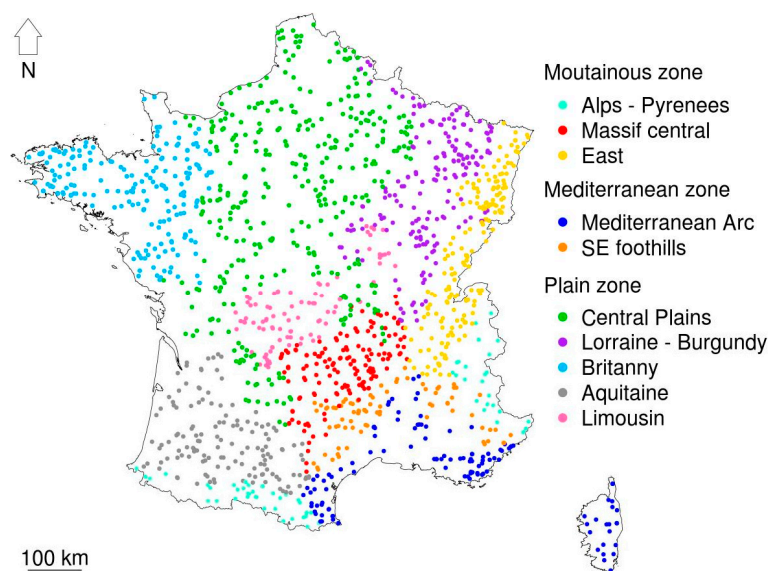 N
Moutainous zone
Alps - Pyrenees
Massif central
East
Mediterranean zone
Mediterranean Arc
SE foothills
Plain zone
Central Plains
Lorraine - Burgundy
Britanny
Aquitaine
Limousin
100 km